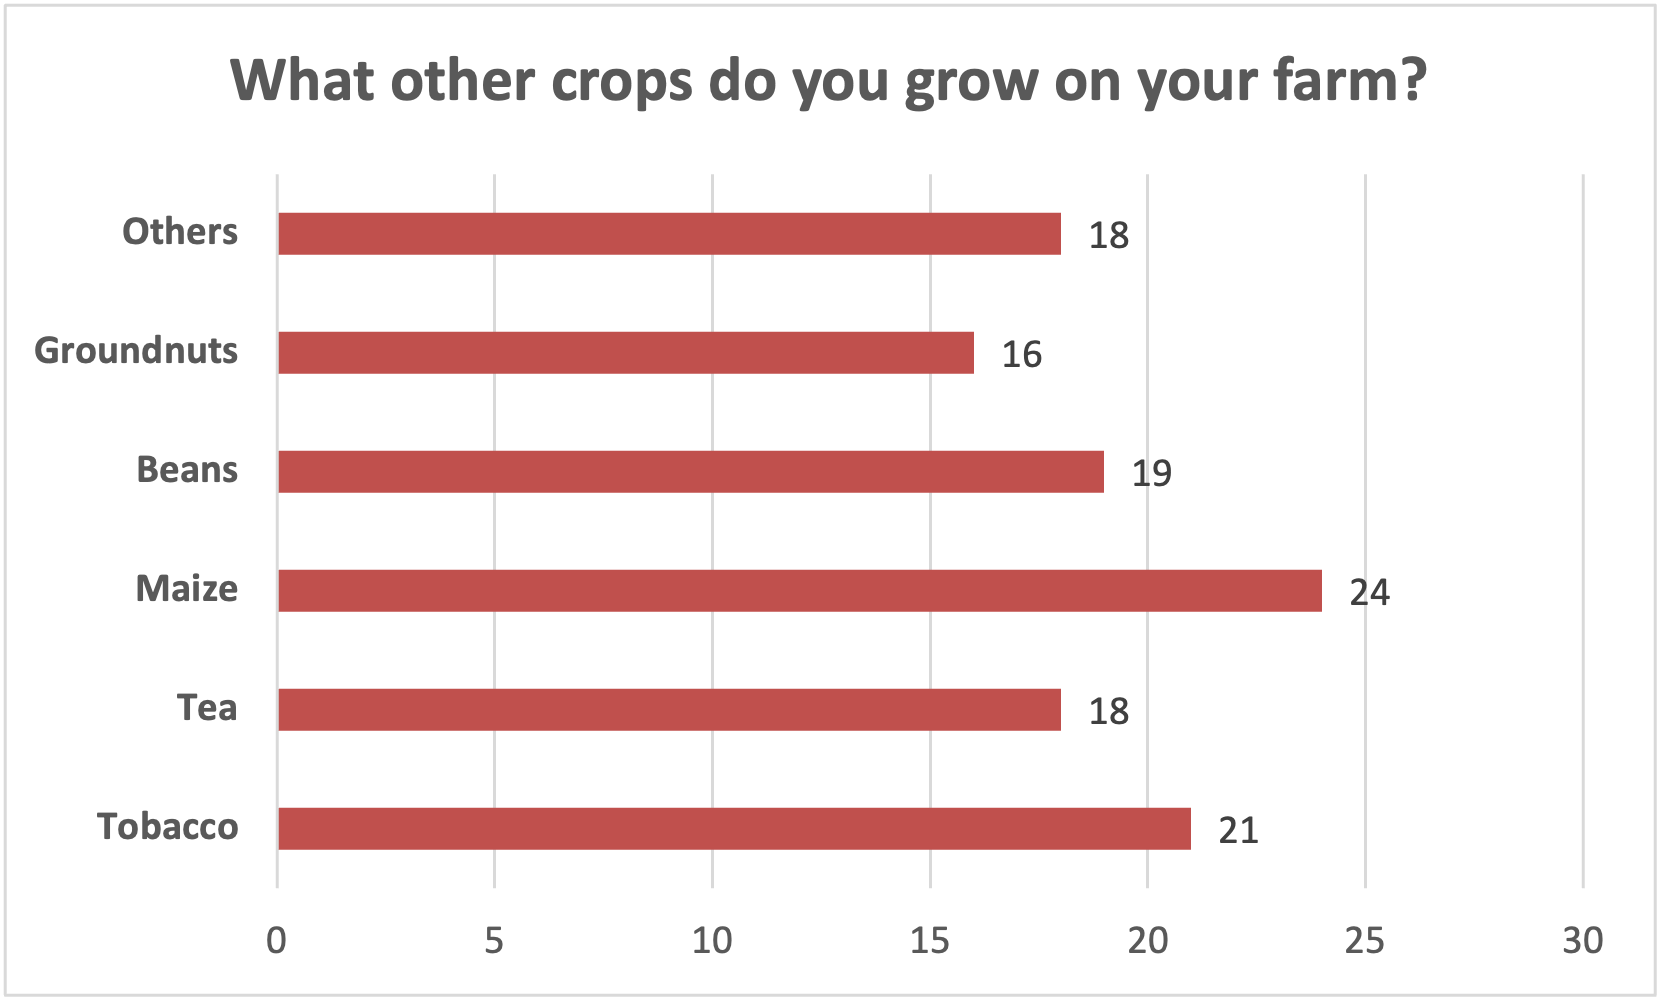 What other crops do you grow on your farm?
Others 18
Groundnuts 16
Beans 19
Maize 24
Tea 18
Tobacco 21
0 5 10 15 20 25 30